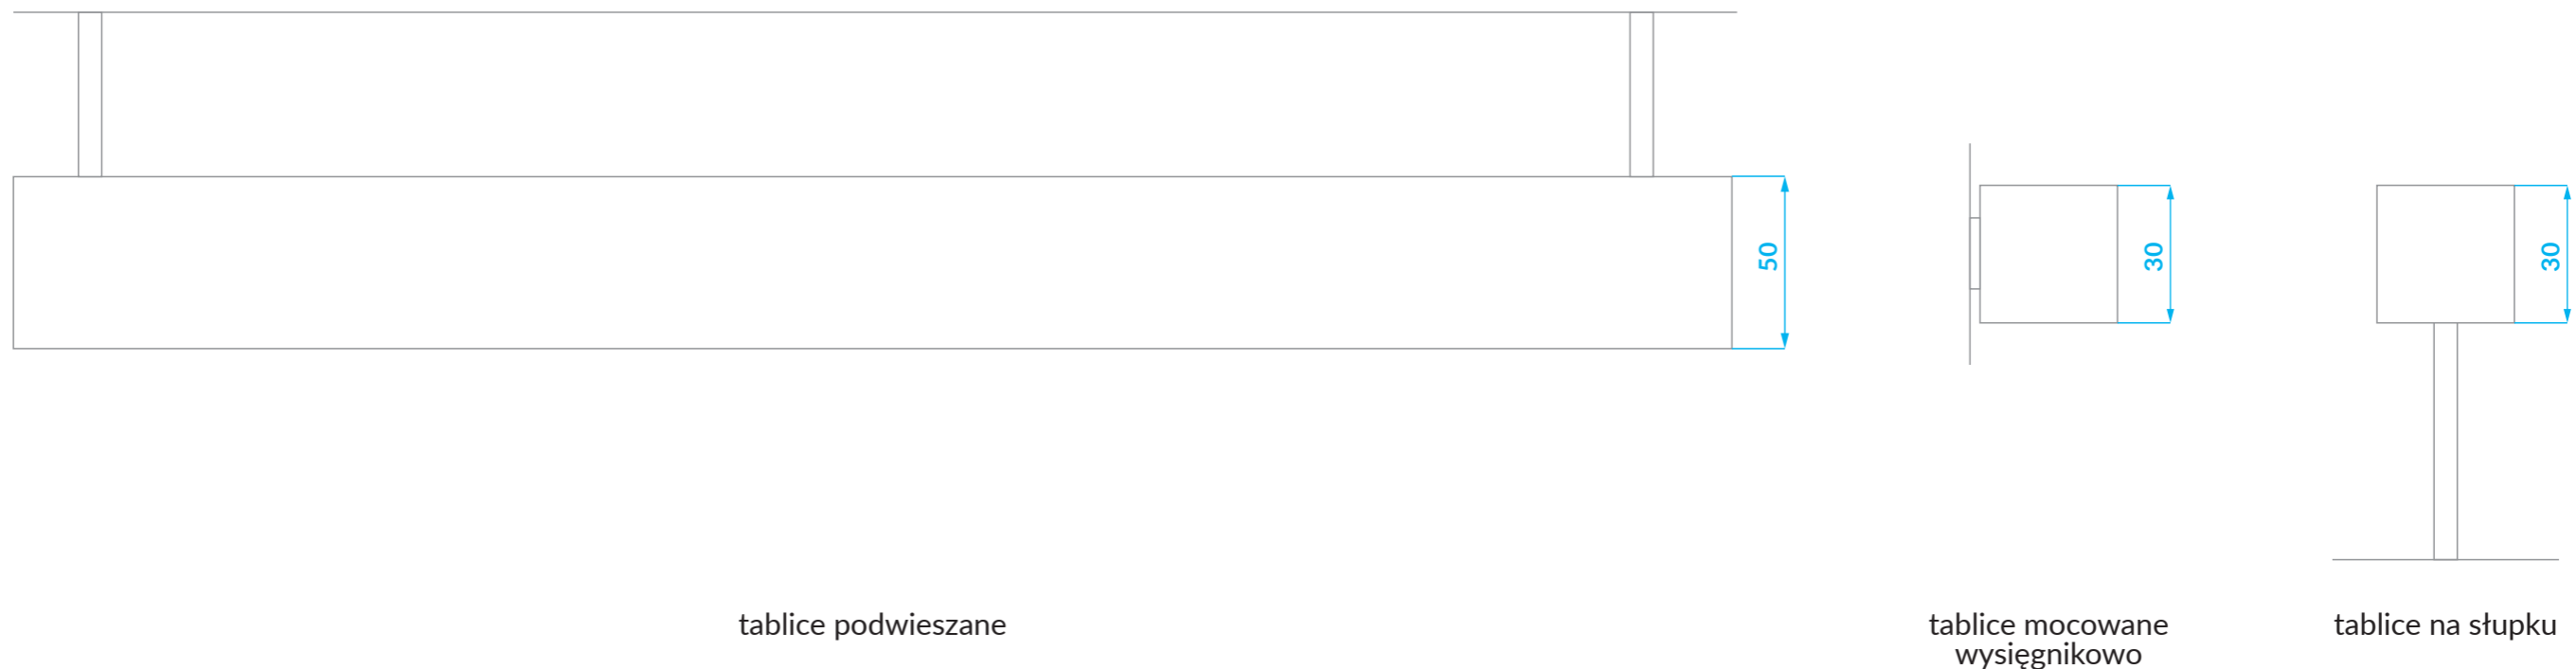 50
30
30
tablice podwieszane
tablice mocowane
wysięgnikowo
tablice na słupku